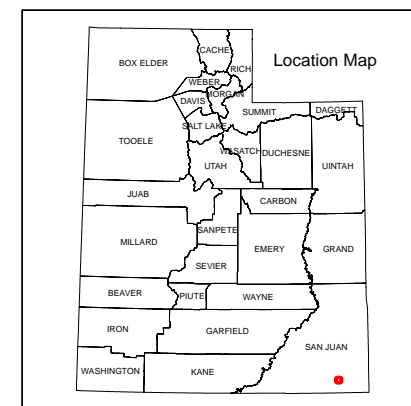 Location Map
BOX ELDER
CACHE
RICH
WEBER
MORGAN
DAVIS
SUMMIT
DAGGETT
SALT LAKE
TOOELE
WASATCH
DUCHESNE
UTAH
UINTAH
JUAB
CARBON
SANPETE
MILLARD
EMERY
GRAND
SEVIER
BEAVER
PIUTE
WAYNE
IRON
GARFIELD
SAN JUAN
WASHINGTON
KANE